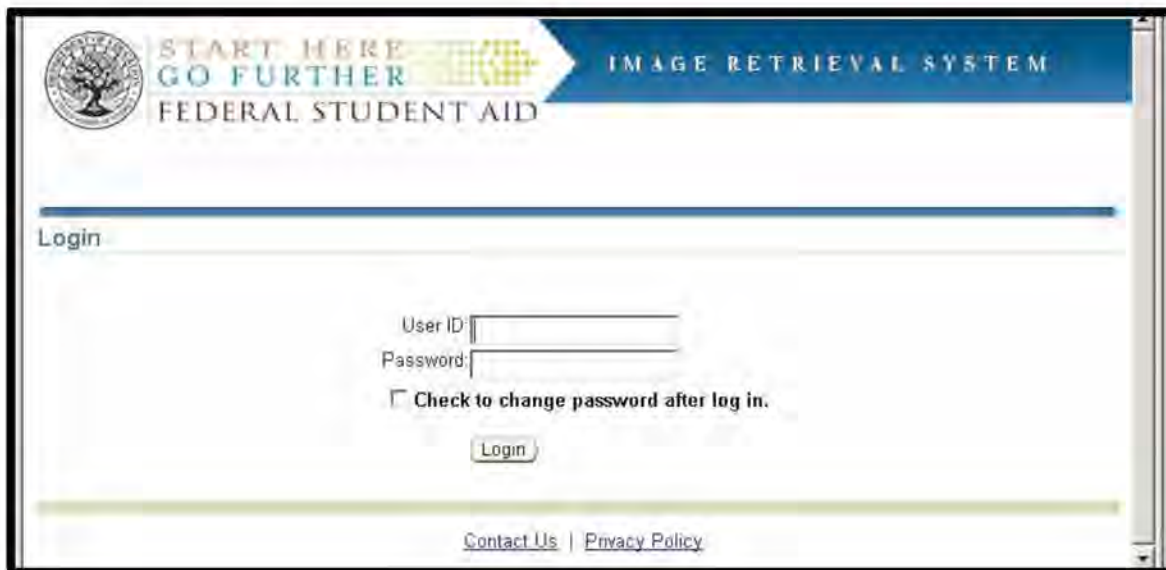 START HERE
GO FURTHER
FEDERAL STUDENT AID
IMAGE RETRIEVAL SYSTEM
Login
User ID:
Password:
Check to change password after log in.
Login
Contact Us | Privacy Policy